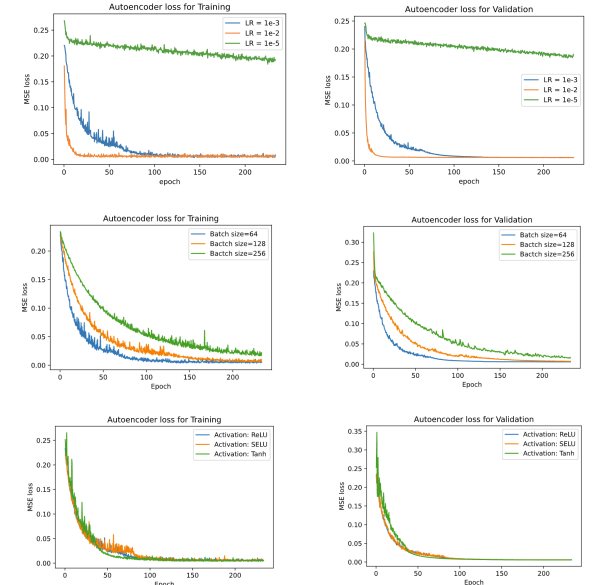 Autoencoder loss for Training
LR = 1e-3
LR = 1e-2
LR = 1e-5
MSE loss
0.25
0.20
0.15
0.10
0.05
0.00
0 50 100 150 200
epoch
Autoencoder loss for Validation
LR = 1e-3
LR = 1e-2
LR = 1e-5
MSE loss
0.25
0.20
0.15
0.10
0.05
0.00
0 50 100 150 200
epoch
Autoencoder loss for Training
Batch size=64
Bactch size=128
Bactch size=256
MSE loss
0.20
0.15
0.10
0.05
0.00
0 50 100 150 200
Epoch
Autoencoder loss for Validation
Batch size=64
Bactch size=128
Bactch size=256
MSE loss
0.30
0.25
0.20
0.15
0.10
0.05
0.00
0 50 100 150 200
Epoch
Autoencoder loss for Training
Activation: ReLU
Activation: SELU
Activation: Tanh
MSE loss
0.25
0.20
0.15
0.10
0.05
0.00
0 50 100 150 200
Epoch
Autoencoder loss for Validation
Activation: ReLU
Activation: SELU
Activation: Tanh
MSE loss
0.35
0.30
0.25
0.20
0.15
0.10
0.05
0.00
0 50 100 150 200
Epoch